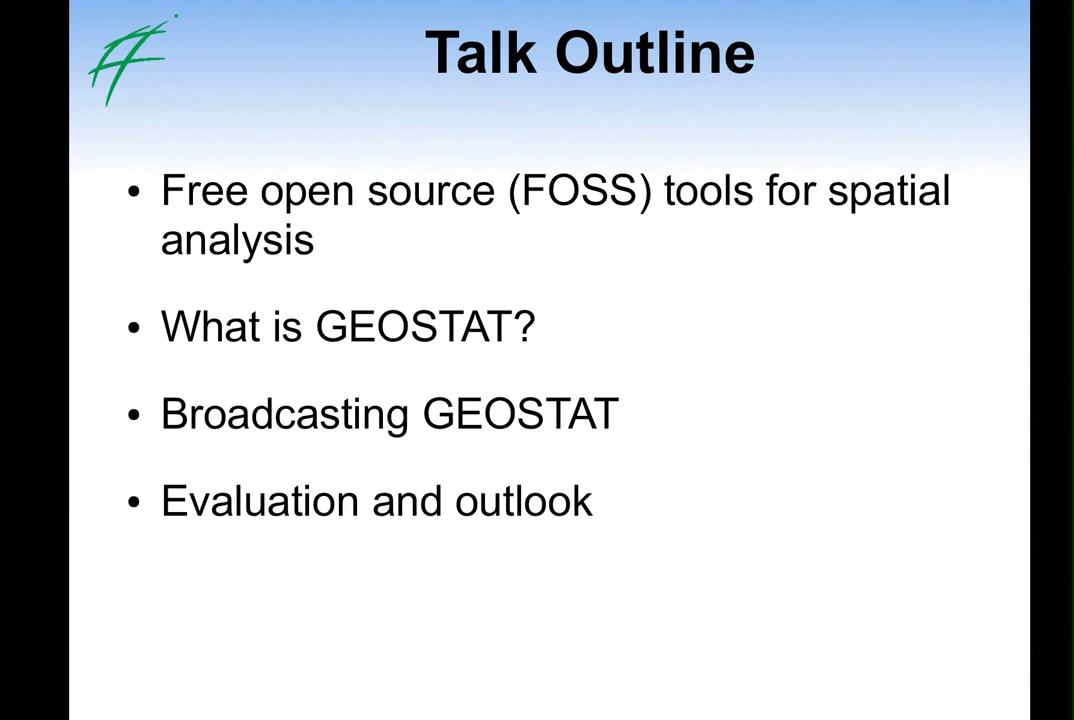 Talk Outline
• Free open source (FOSS) tools for spatial
analysis
• What is GEOSTAT?
• Broadcasting GEOSTAT
• Evaluation and outlook